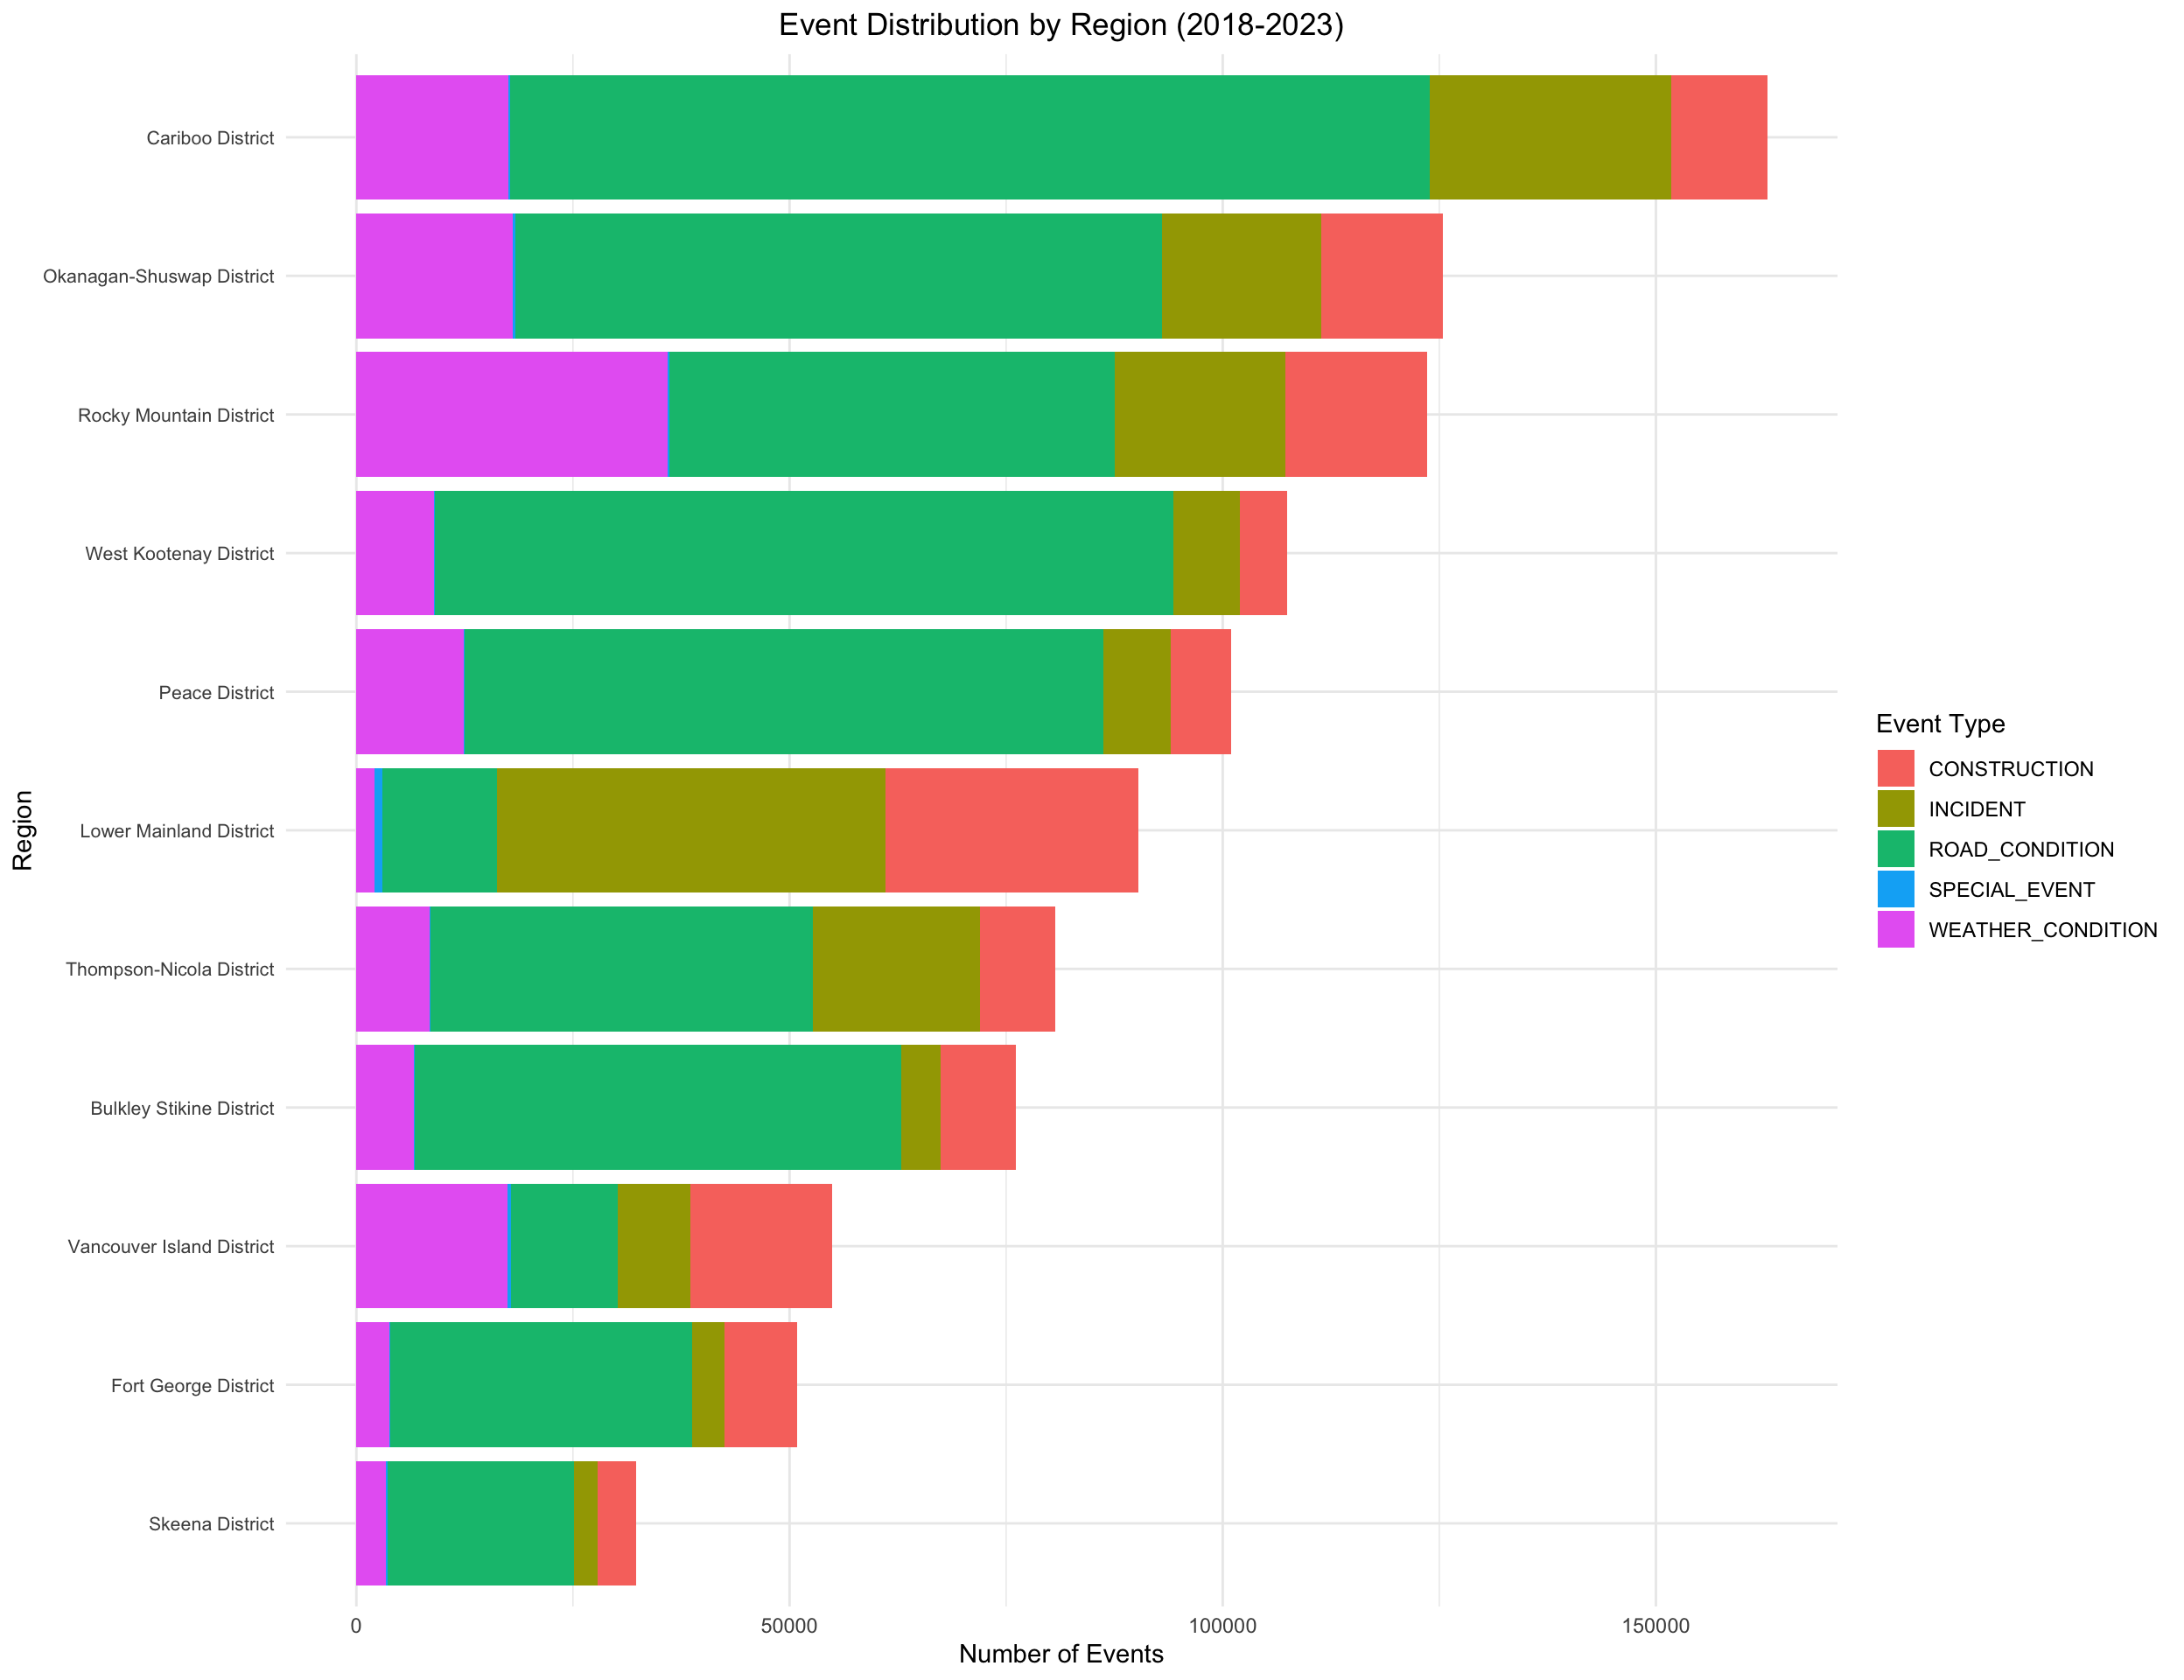 Event Distribution by Region (2018-2023)
Region
Cariboo District
Okanagan-Shuswap District
Rocky Mountain District
West Kootenay District
Peace District
Lower Mainland District
Thompson-Nicola District
Bulkley Stikine District
Vancouver Island District
Fort George District
Skeena District
0 50000 100000 150000
Number of Events
Event Type
CONSTRUCTION
INCIDENT
ROAD_CONDITION
SPECIAL_EVENT
WEATHER_CONDITION